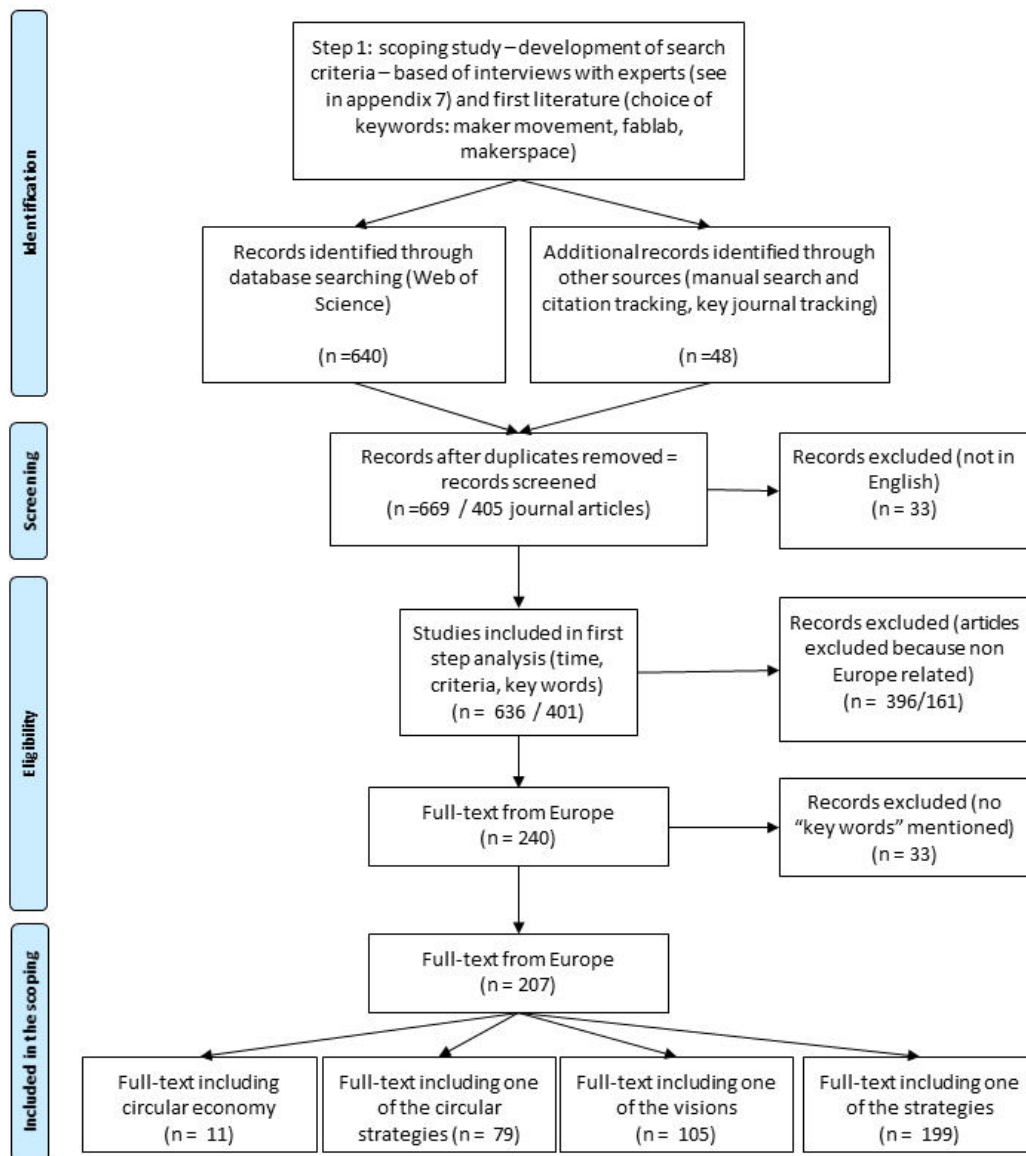 Identification
Step 1: scoping study – development of search
criteria – based of interviews with experts (see
in appendix 7) and first literature (choice of
keywords: maker movement, fablab,
makerspace)
Records identified through
database searching (Web of
Science)
(n =640)
Additional records identified through
other sources (manual search and
citation tracking, key journal tracking)
(n =48)
Screening
Records after duplicates removed =
records screened
(n =669 / 405 journal articles)
Records excluded (not in
English)
(n = 33)
Eligibility
Studies included in first
step analysis (time,
criteria, key words)
(n = 636 / 401)
Records excluded (articles
excluded because non
Europe related)
(n = 396/161)
Full-text from Europe
(n = 240)
Records excluded (no
“key words” mentioned)
(n = 33)
Included in the scoping
Full-text from Europe
(n = 207)
Full-text including
circular economy
(n = 11)
Full-text including one
of the circular
strategies (n = 79)
Full-text including one
of the visions
(n = 105)
Full-text including one
of the strategies
(n = 199)